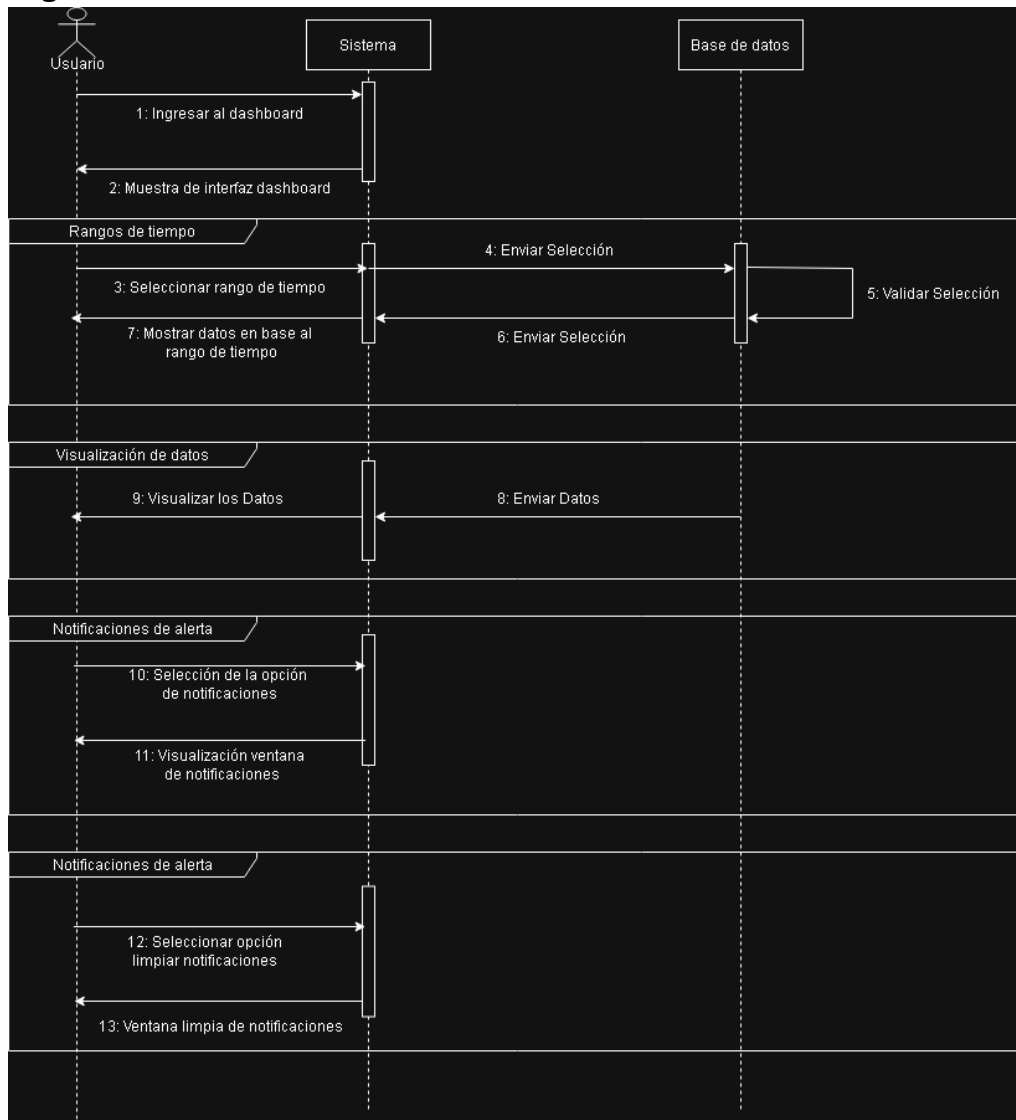 Usuario
Sistema
Base de datos
1: Ingresar al dashboard
2: Muestra de interfaz dashboard
Rangos de tiempo
4: Enviar Selección
3: Seleccionar rango de tiempo
5: Validar Selección
7: Mostrar datos en base al
rango de tiempo
6: Enviar Selección
Visualización de datos
9: Visualizar los Datos
8: Enviar Datos
Notificaciones de alerta
10: Selección de la opción
de notificaciones
11: Visualización ventana
de notificaciones
Notificaciones de alerta
12: Seleccionar opción
limpiar notificaciones
13: Ventana limpia de notificaciones